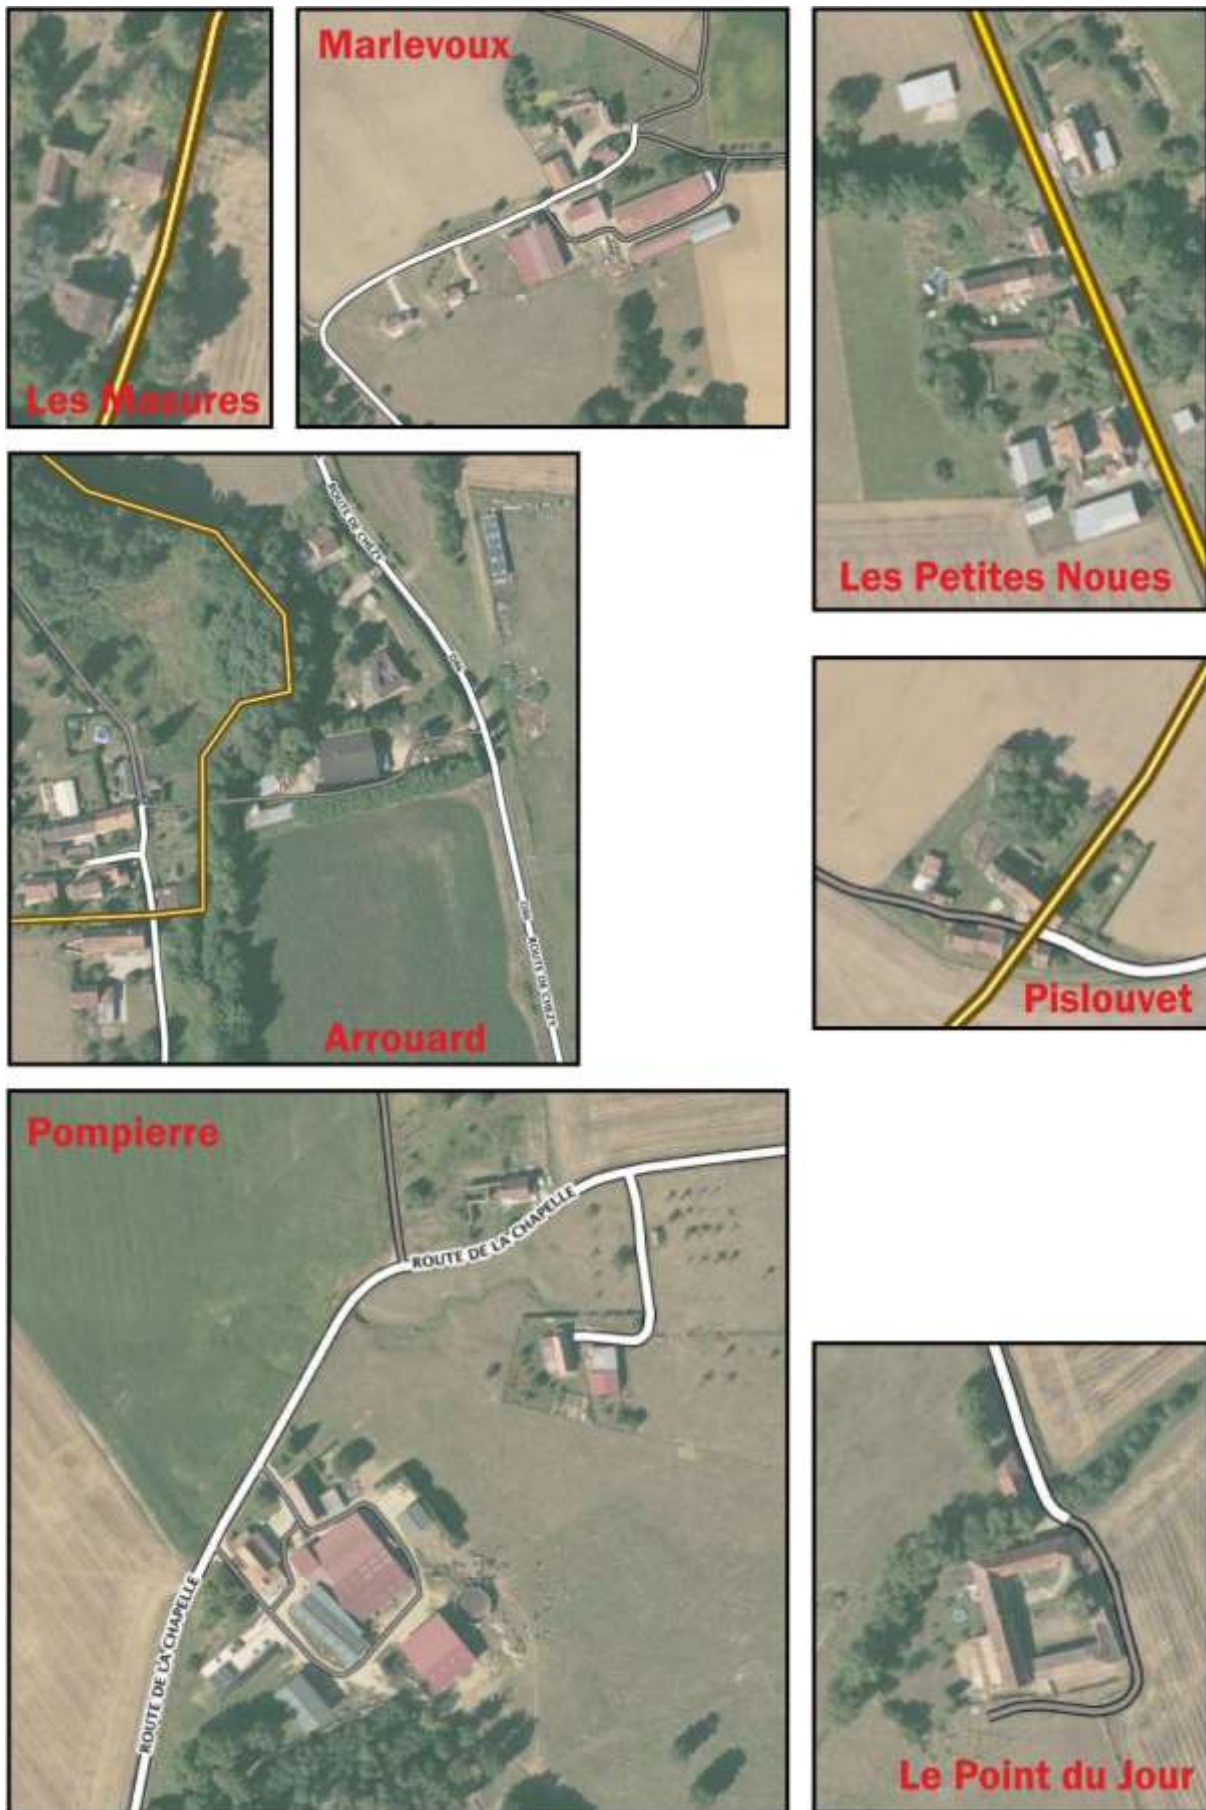 Marlevoux
Les Masures
Les Petites Noues
ROUTE DE CHEZY
ROUTE DE CHEZY
Arrouard
Pislouvet
Pompierre
ROUTE DE LA CHAPELLE
ROUTE DE LA CHAPELLE
Le Point du Jour